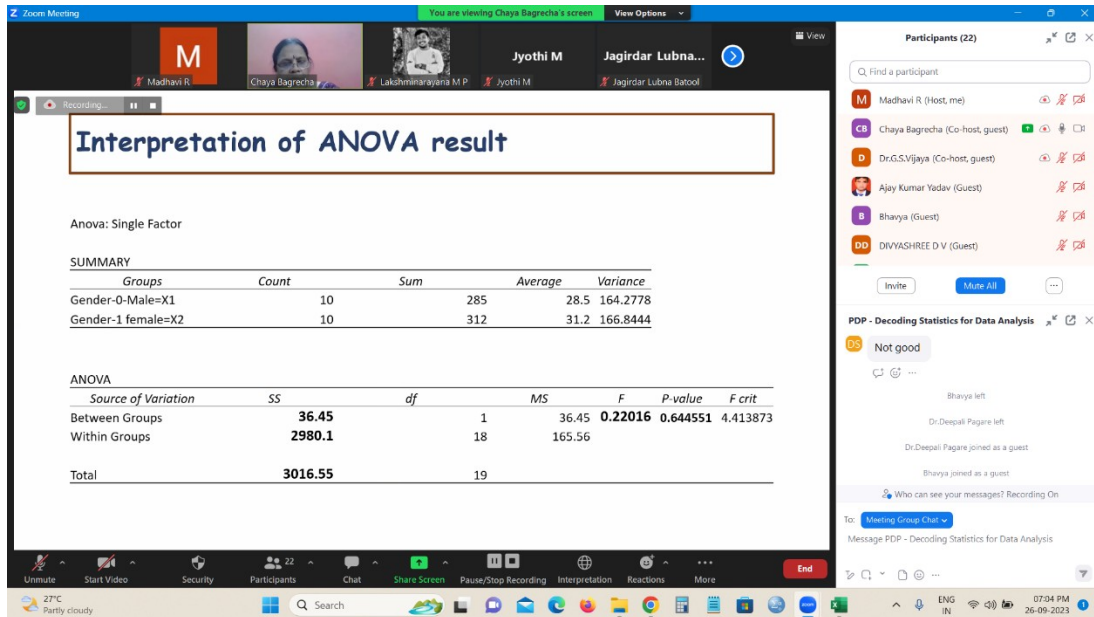 Zoom Meeting
You are viewing Chaya Bagrecha's screen View Options
View
M
Jyothi M
Jagirdar Lubna...
Madhavi R Chaya Bagrecha Lakshminarayana M P Jyothi M Jagirdar Lubna Batool
Recording...
Interpretation of ANOVA result
Anova: Single Factor
SUMMARY
Groups Count Sum Average Variance
Gender-0-Male=X1 10 285 28.5 164.2778
Gender-1 female=X2 10 312 31.2 166.8444
ANOVA
Source of Variation SS df MS F P-value F crit
Between Groups 36.45 1 36.45 0.22016 0.644551 4.413873
Within Groups 2980.1 18 165.56
Total 3016.55 19
Participants (22)
Find a participant
M Madhavi R (Host, me)
CB Chaya Bagrecha (Co-host, guest)
D Dr.G.S.Vijaya (Co-host, guest)
Ajay Kumar Yadav (Guest)
B Bhavya (Guest)
DD DIVYASHREE D V (Guest)
Invite Mute All ...
PDP - Decoding Statistics for Data Analysis
DS Not good
Bhavya left
Dr.Deepali Pagare left
Dr.Deepali Pagare joined as a guest
Bhavya joined as a guest
Who can see your messages? Recording On
To: Meeting Group Chat
Message PDP - Decoding Statistics for Data Analysis
Unmute Start Video Security Participants 22 Chat Share Screen Pause/Stop Recording Interpretation Reactions More End
27°C
Partly cloudy
Search
ENG
IN
07:04 PM
26-09-2023
1